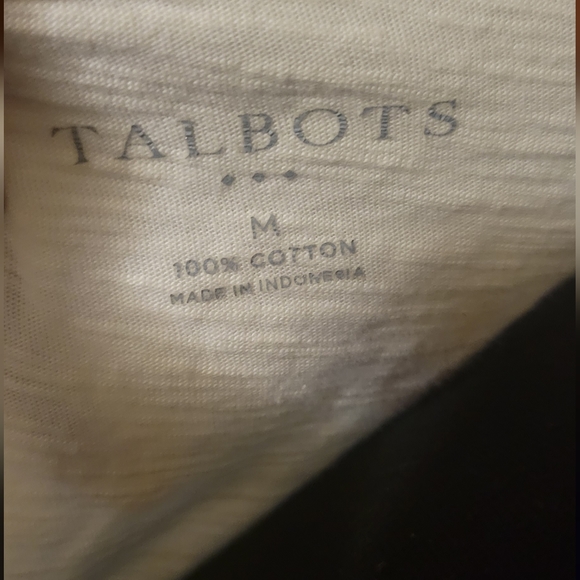 TALBOTS
M
100% COTTON
MADE IN INDONESIA